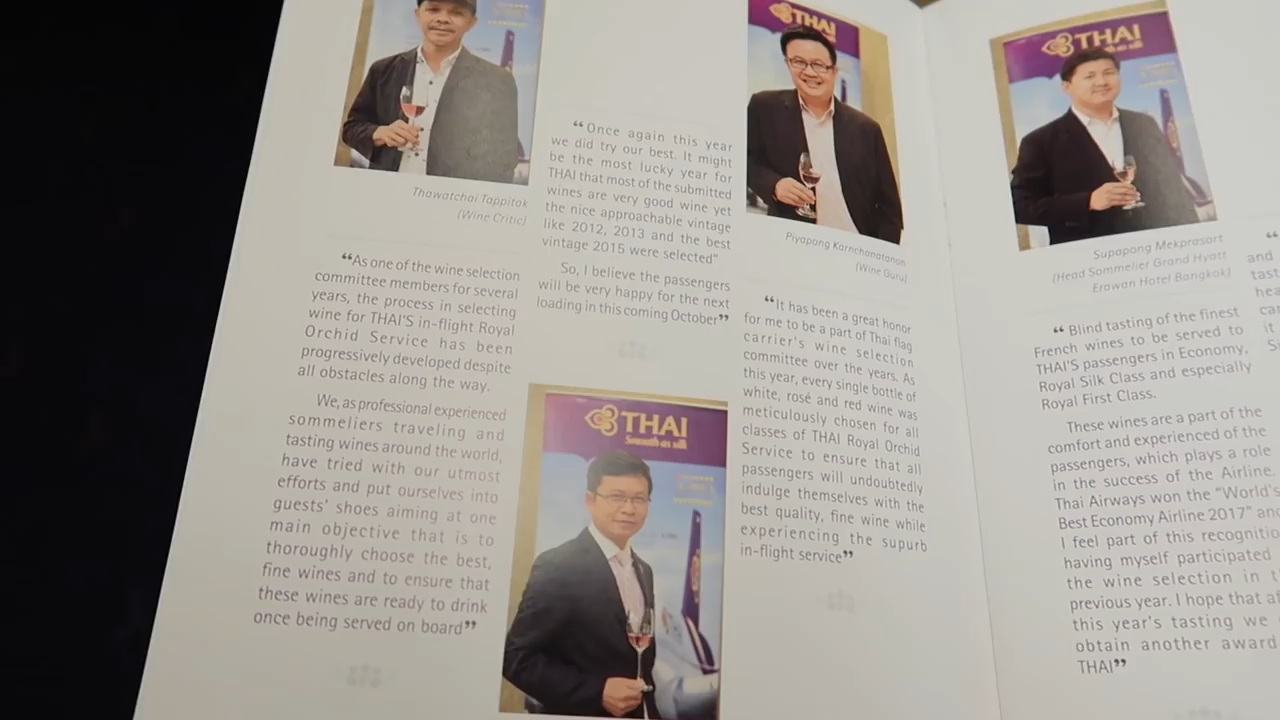 THAI
THAI
Smooth as silk
Thawatchai Tappitak
(Wine Critic)
“As one of the wine selection
committee members for several
years, the process in selecting
wine for THAI'S in-flight Royal
Orchid Service has been
progressively developed despite
all obstacles along the way.
We, as professional experienced
sommeliers traveling and
tasting wines around the world,
have tried with our utmost
efforts and put ourselves into
guests' shoes aiming at one
main objective that is to
thoroughly choose the best,
fine wines and to ensure that
these wines are ready to drink
once being served on board”
“Once again this year
we did try our best. It might
be the most lucky year for
THAI that most of the submitted
wines are very good wine yet
the nice approachable vintage
like 2012, 2013 and the best
vintage 2015 were selected"
So, I believe the passengers
will be very happy for the next
loading in this coming October”
THAI
Smooth as silk
Piyapong Karnchanatanan
(Wine Guru)
“It has been a great honor
for me to be a part of Thai flag
carrier's wine selection
committee over the years. As
this year, every single bottle of
white, rosé and red wine was
meticulously chosen for all
classes of THAI Royal Orchid
Service to ensure that all
passengers will undoubtedly
indulge themselves with the
best quality, fine wine while
experiencing the supurb
in-flight service”
Supapong Mekprasart
(Head Sommelier Grand Hyatt
Erawan Hotel Bangkok)
“Blind tasting of the finest
French wines to be served to
THAI'S passengers in Economy,
Royal Silk Class and especially
Royal First Class.
These wines are a part of the
comfort and experienced of the
passengers, which plays a role
in the success of the Airline.
Thai Airways won the "World's
Best Economy Airline 2017" and
I feel part of this recognitio
having myself participated
the wine selection in t
previous year. I hope that af
this year's tasting we
obtain another award
THAI”
“
and
tast
hea
car
it
S